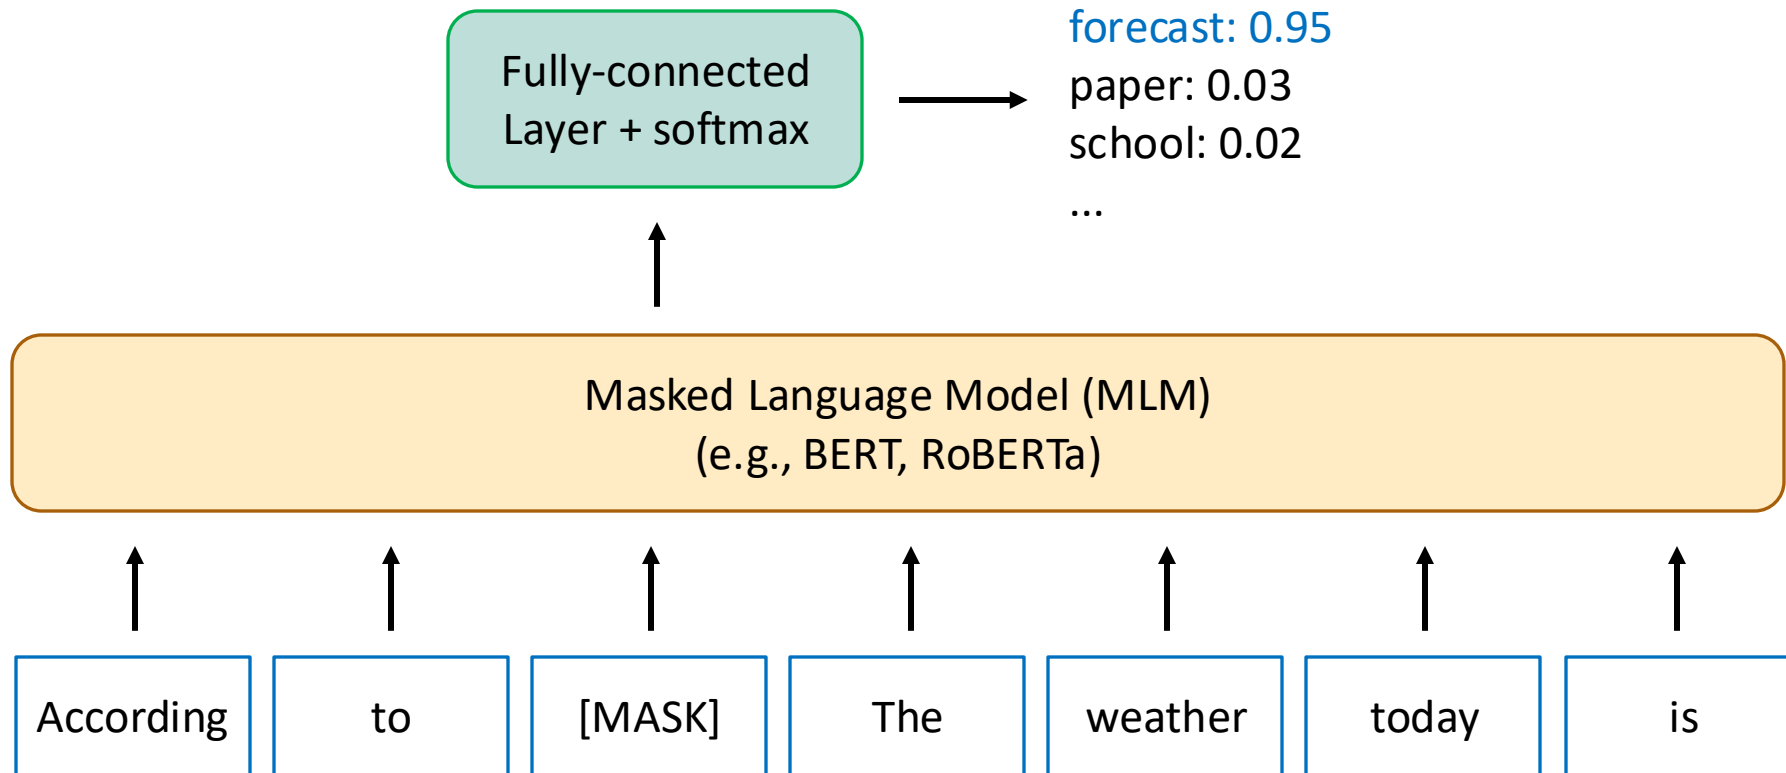 Fully-connected
Layer + softmax
forecast: 0.95
paper: 0.03
school: 0.02
...
Masked Language Model (MLM)
(e.g., BERT, RoBERTa)
According to [MASK] The weather today is